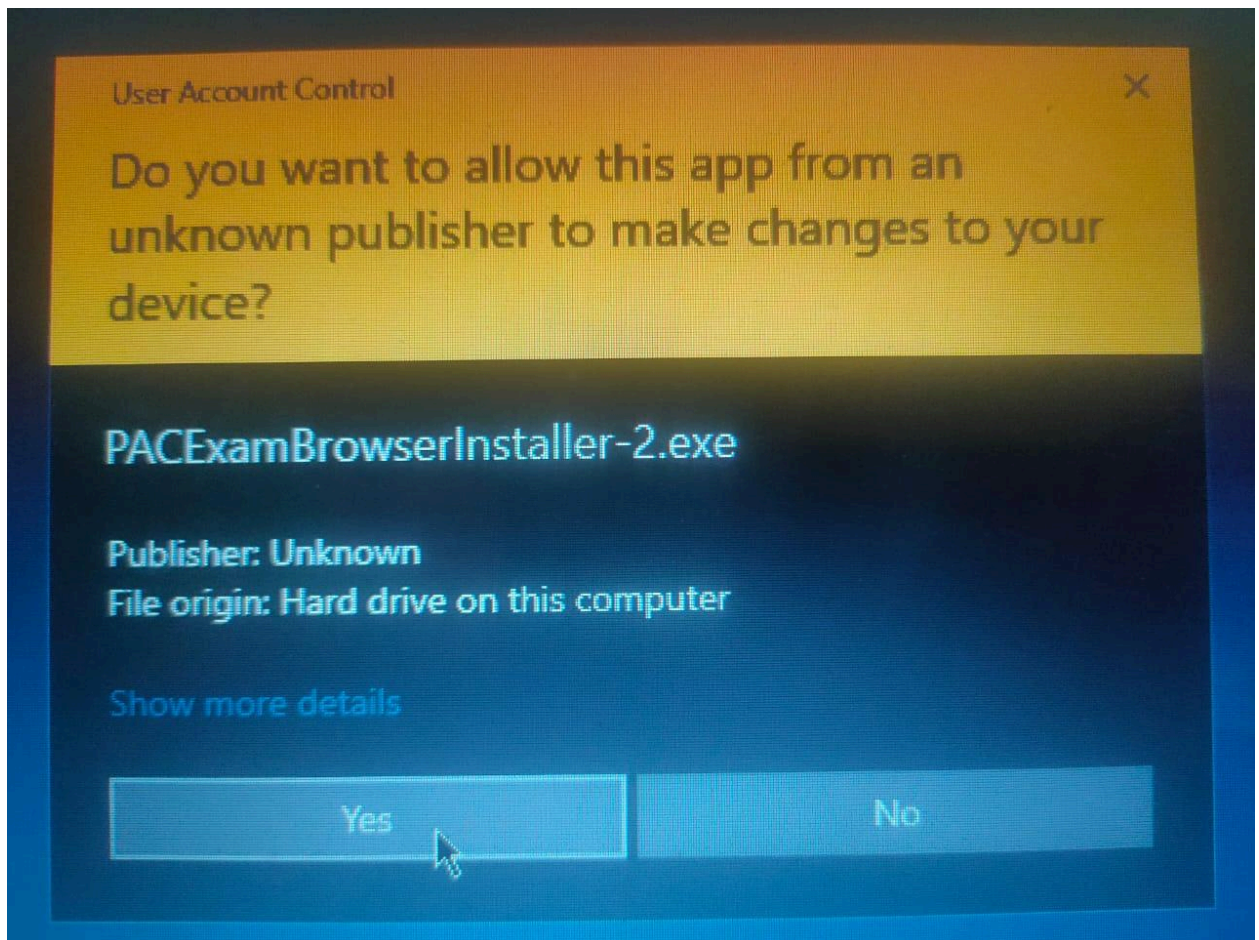 User Account Control
Do you want to allow this app from an
unknown publisher to make changes to your
device?
PACExamBrowserInstaller-2.exe
Publisher: Unknown
File origin: Hard drive on this computer
Show more details
Yes
No